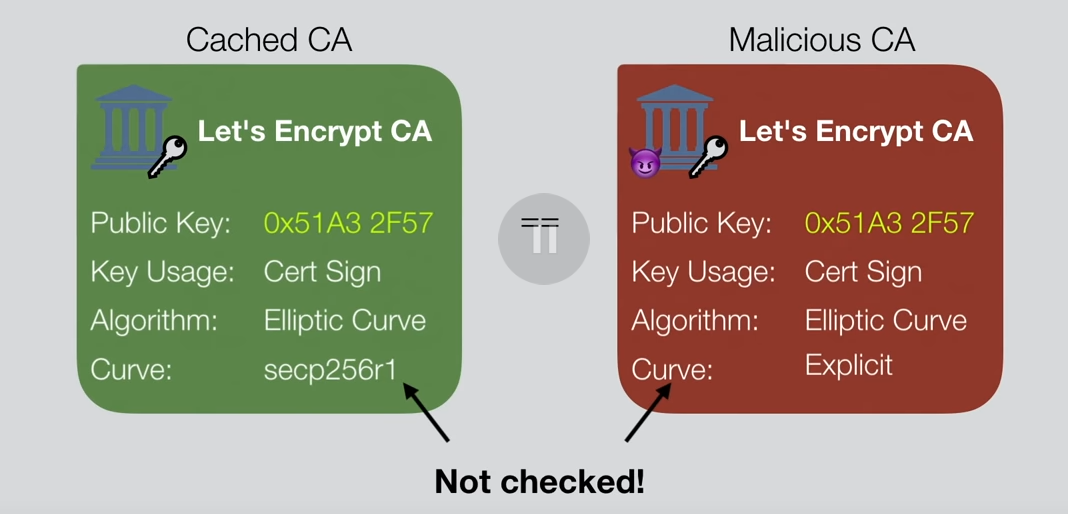 Cached CA
Let's Encrypt CA
Public Key: 0x51A3 2F57
Key Usage: Cert Sign
Algorithm: Elliptic Curve
Curve: secp256r1
==
Malicious CA
Let's Encrypt CA
Public Key: 0x51A3 2F57
Key Usage: Cert Sign
Algorithm: Elliptic Curve
Curve: Explicit
Not checked!